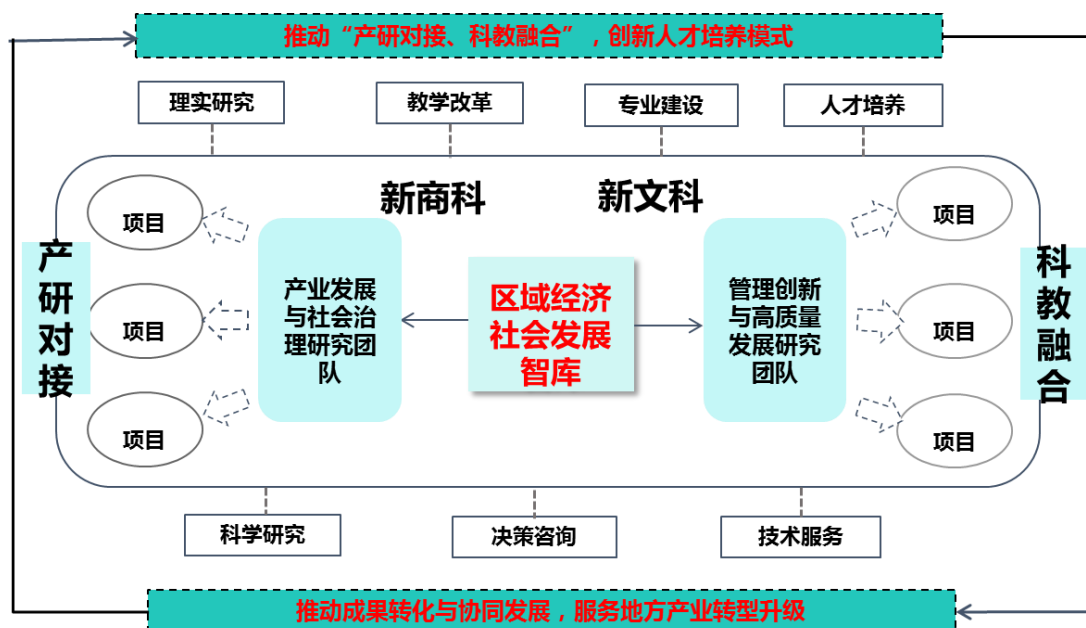 推动“产研对接、科教融合”，创新人才培养模式
理实研究
教学改革
专业建设
人才培养
新商科
新文科
产研对接
项目
项目
项目
产业发展
与社会治
理研究团
队
区域经济
社会发展
智库
管理创新
与高质量
发展研究
团队
项目
项目
项目
科教融合
科学研究
决策咨询
技术服务
推动成果转化与协同发展，服务地方产业转型升级